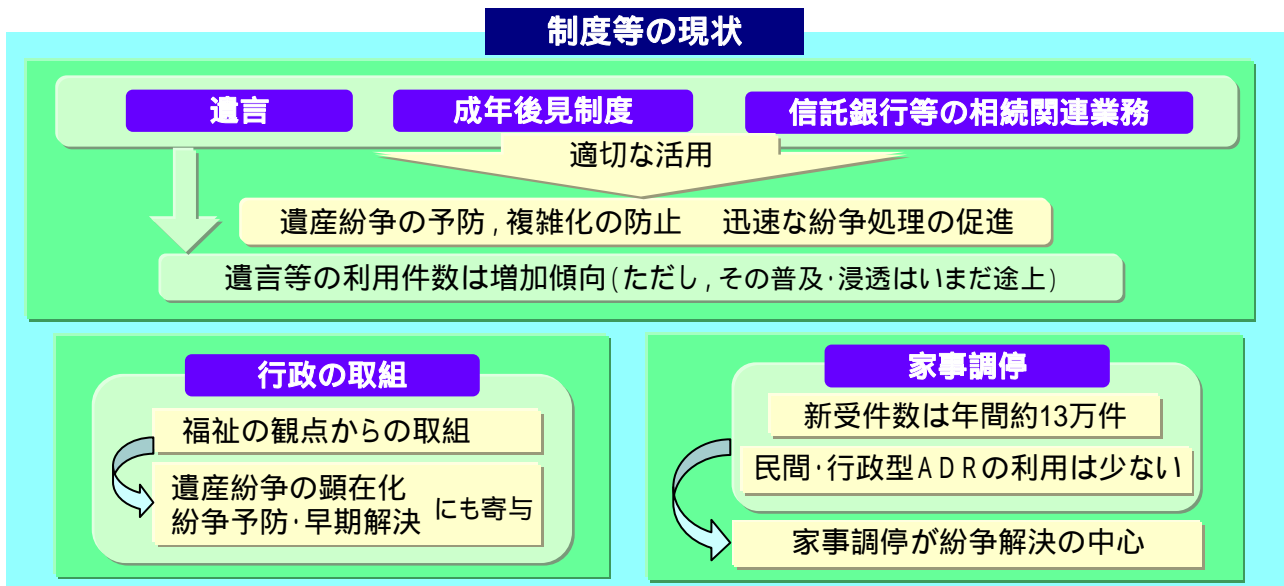 制度等の現状
遺言
成年後見制度
信託銀行等の相続関連業務
適切な活用
遺産紛争の予防,複雑化の防止　迅速な紛争処理の促進
遺言等の利用件数は増加傾向(ただし,その普及・浸透はいまだ途上)
行政の取組
福祉の観点からの取組
遺産紛争の顕在化
紛争予防・早期解決
にも寄与
家事調停
新受件数は年間約13万件
民間・行政型ADRの利用は少ない
家事調停が紛争解決の中心